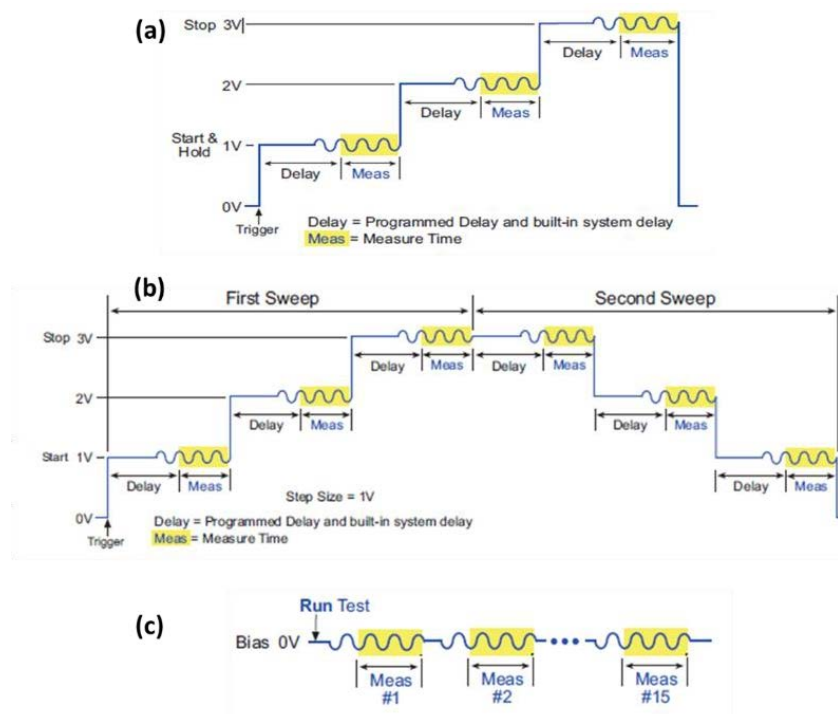 (a)
Stop 3V
Delay
Meas
2V
Delay
Meas
Start &
Hold
1V
Delay
Meas
0V
Trigger
Delay = Programmed Delay and built-in system delay
Meas = Measure Time
(b)
First Sweep
Second Sweep
Stop 3V
Delay
Meas
Delay
Meas
2V
Delay
Meas
Delay
Meas
Start 1V
Delay
Meas
Delay
Meas
Step Size = 1V
0V
Trigger
Delay = Programmed Delay and built-in system delay
Meas = Measure Time
(c)
Run Test
Bias 0V
Meas
#1
Meas
#2
Meas
#15